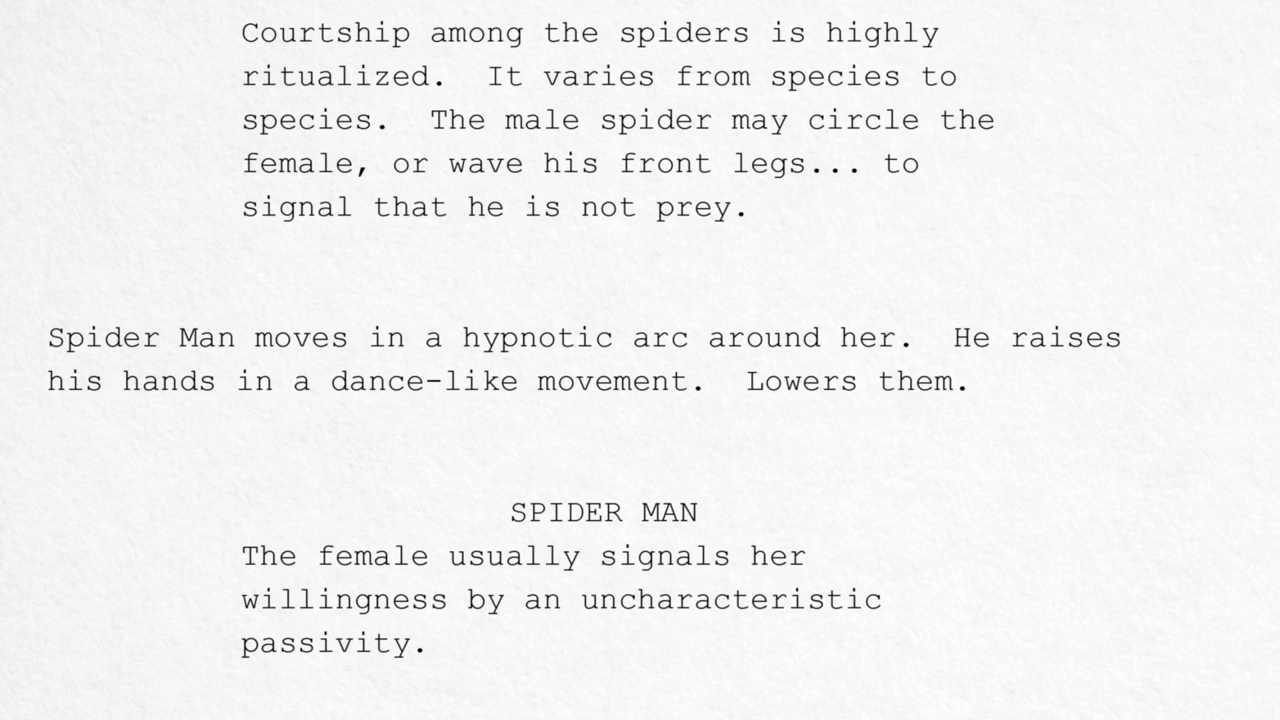 Courtship among the spiders is highly
ritualized.  It varies from species to
species.  The male spider may circle the
female, or wave his front legs... to
signal that he is not prey.
Spider Man moves in a hypnotic arc around her.  He raises
his hands in a dance-like movement.  Lowers them.
SPIDER MAN
The female usually signals her
willingness by an uncharacteristic
passivity.